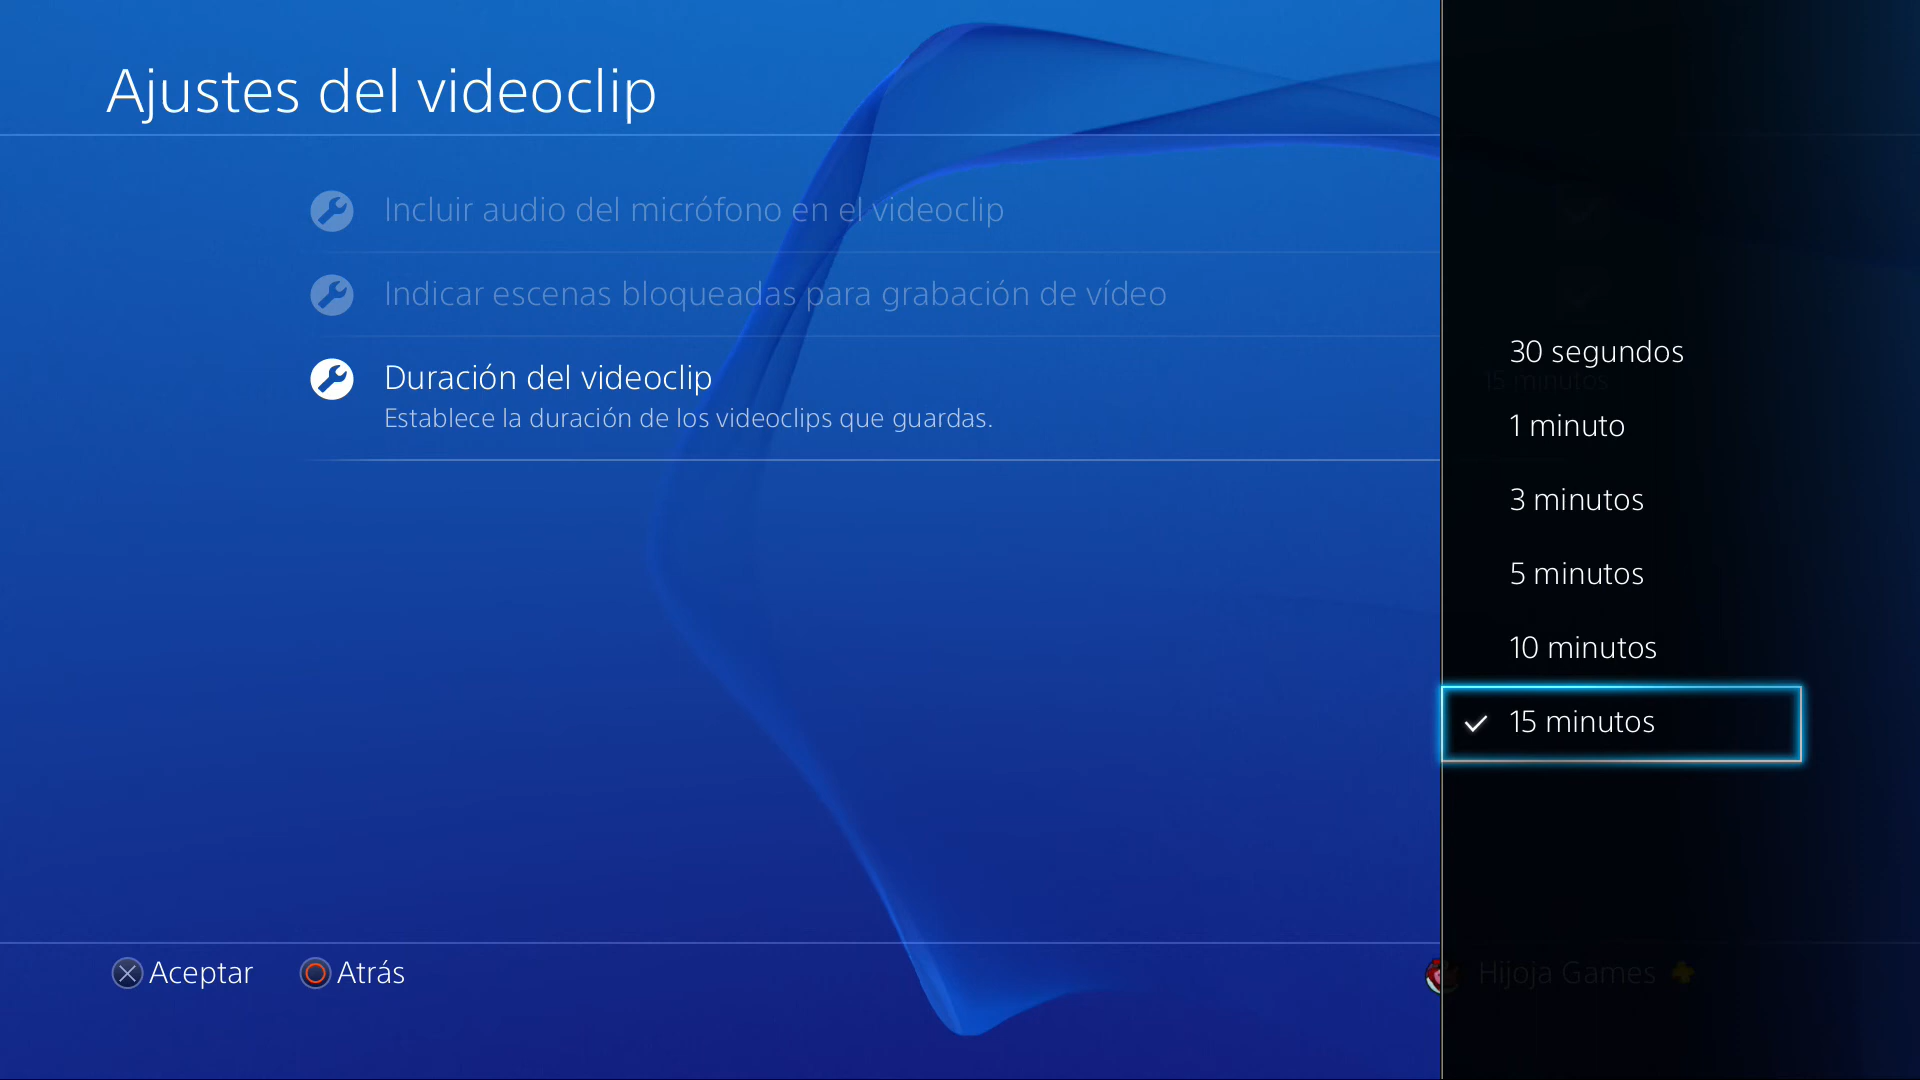 Ajustes del videoclip
Incluir audio del micrófono en el videoclip
Indicar escenas bloqueadas para grabación de vídeo
Duración del videoclip
Establece la duración de los videoclips que guardas.
30 segundos
15 minutos
1 minuto
3 minutos
5 minutos
10 minutos
15 minutos
Aceptar
Atrás
Hijoja Games